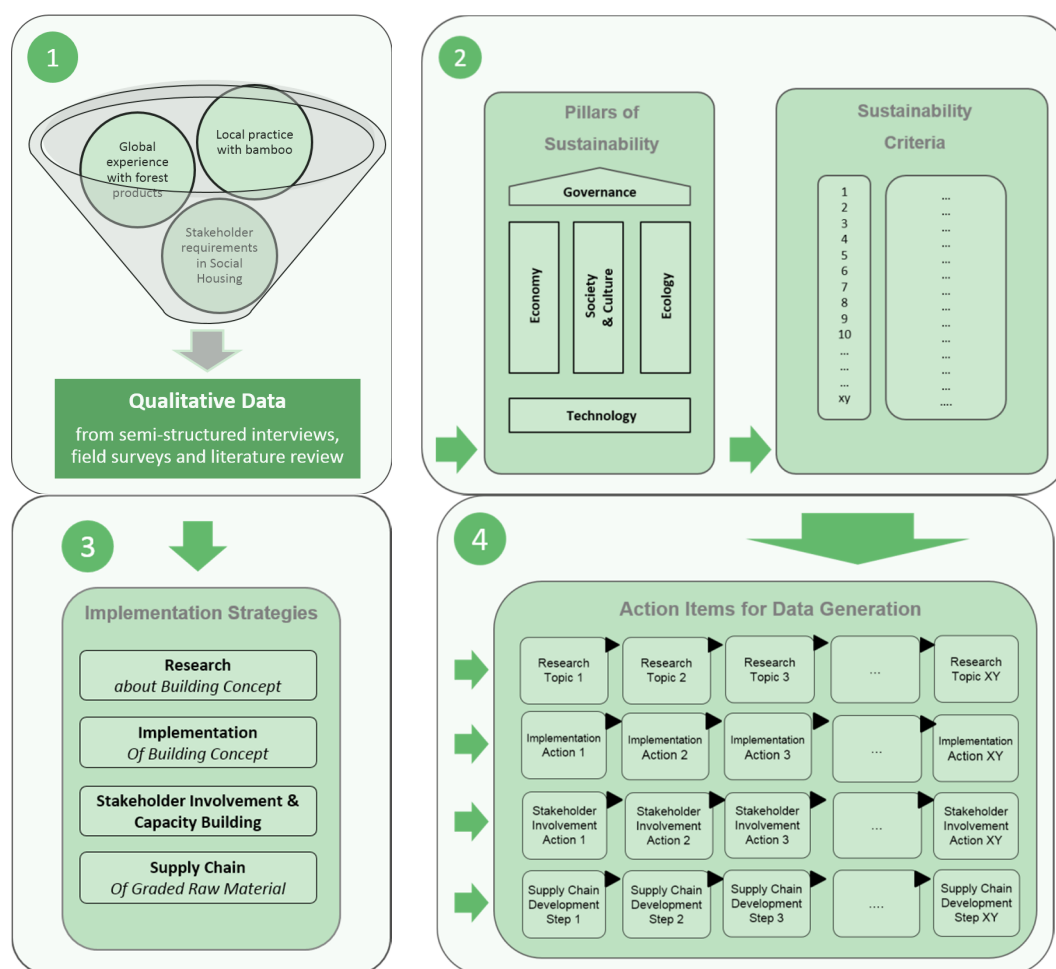 1
Global
experience
with forest
products
Local practice
with bamboo
Stakeholder
requirements
in Social
Housing
Qualitative Data
from semi-structured interviews,
field surveys and literature review
2
Pillars of
Sustainability
Governance
Economy
Society
& Culture
Ecology
Technology
Sustainability
Criteria
1
2
3
4
5
6
7
8
9
10
...
...
...
xy
...
...
...
...
...
...
...
...
...
...
...
...
...
....
3
Implementation Strategies
Research
about Building Concept
Implementation
Of Building Concept
Stakeholder Involvement &
Capacity Building
Supply Chain
Of Graded Raw Material
4
Action Items for Data Generation
Research
Topic 1
Research
Topic 2
Research
Topic 3
...
Research
Topic XY
Implementation
Action 1
Implementation
Action 2
Implementation
Action 3
...
Implementation
Action XY
Stakeholder
Involvement
Action 1
Stakeholder
Involvement
Action 2
Stakeholder
Involvement
Action 3
...
Stakeholder
Involvement
Action XY
Supply Chain
Development
Step 1
Supply Chain
Development
Step 2
Supply Chain
Development
Step 3
....
Supply Chain
Development
Step XY